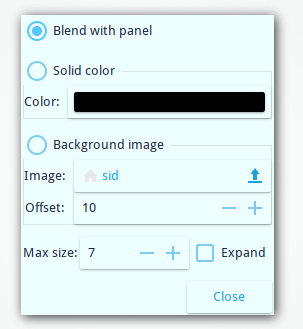 Blend with panel
Solid color
Color:
Background image
Image: sid
Offset: 10
Max size: 7 Expand
Close